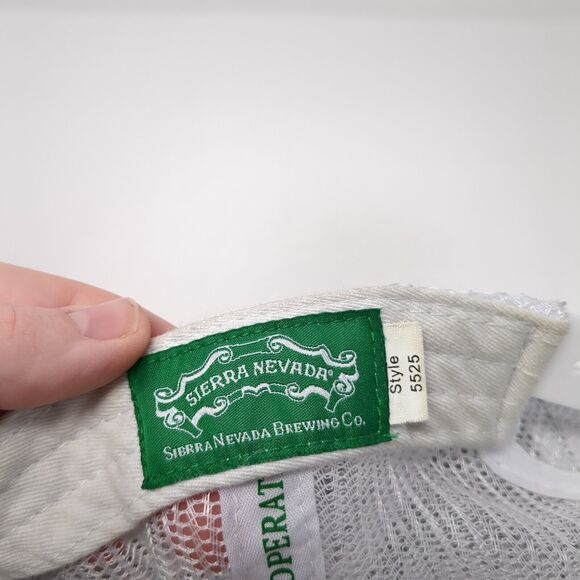 SIERRA NEVADA®
SIERRA NEVADA BREWING CO.
Style
5525
OPERAT